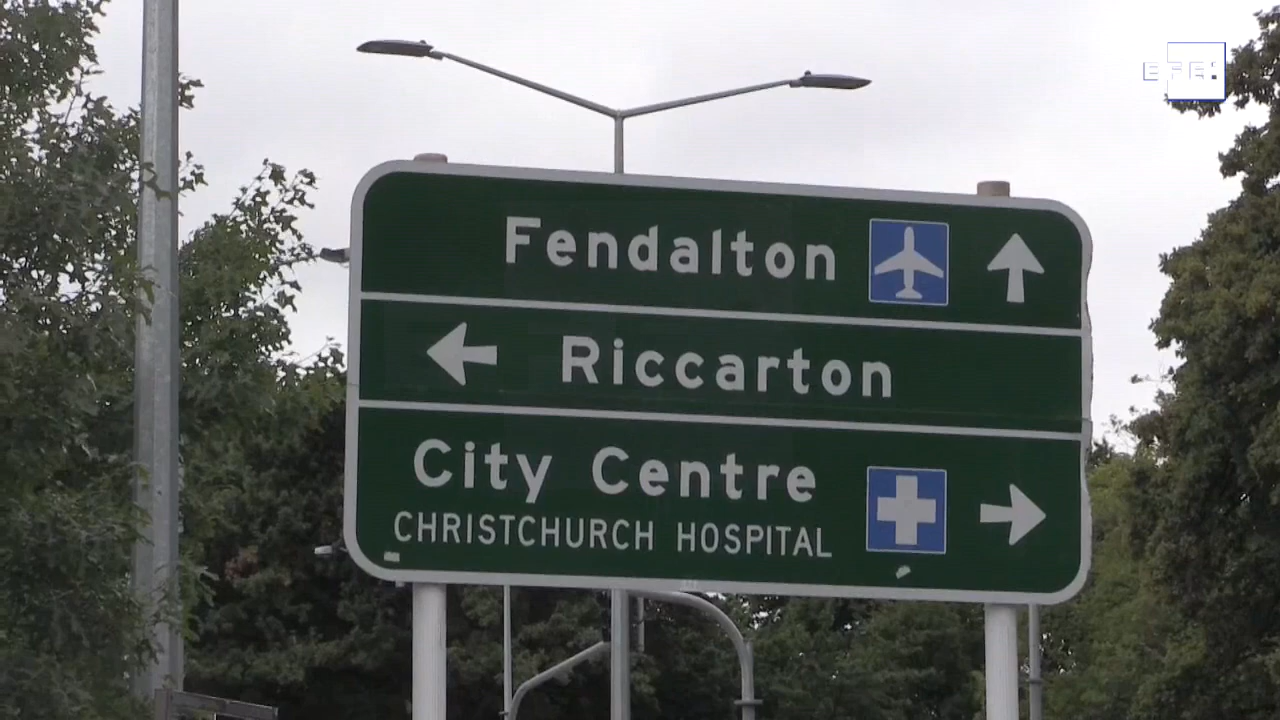 EFE:
Fendalton
Riccarton
City Centre
CHRISTCHURCH HOSPITAL